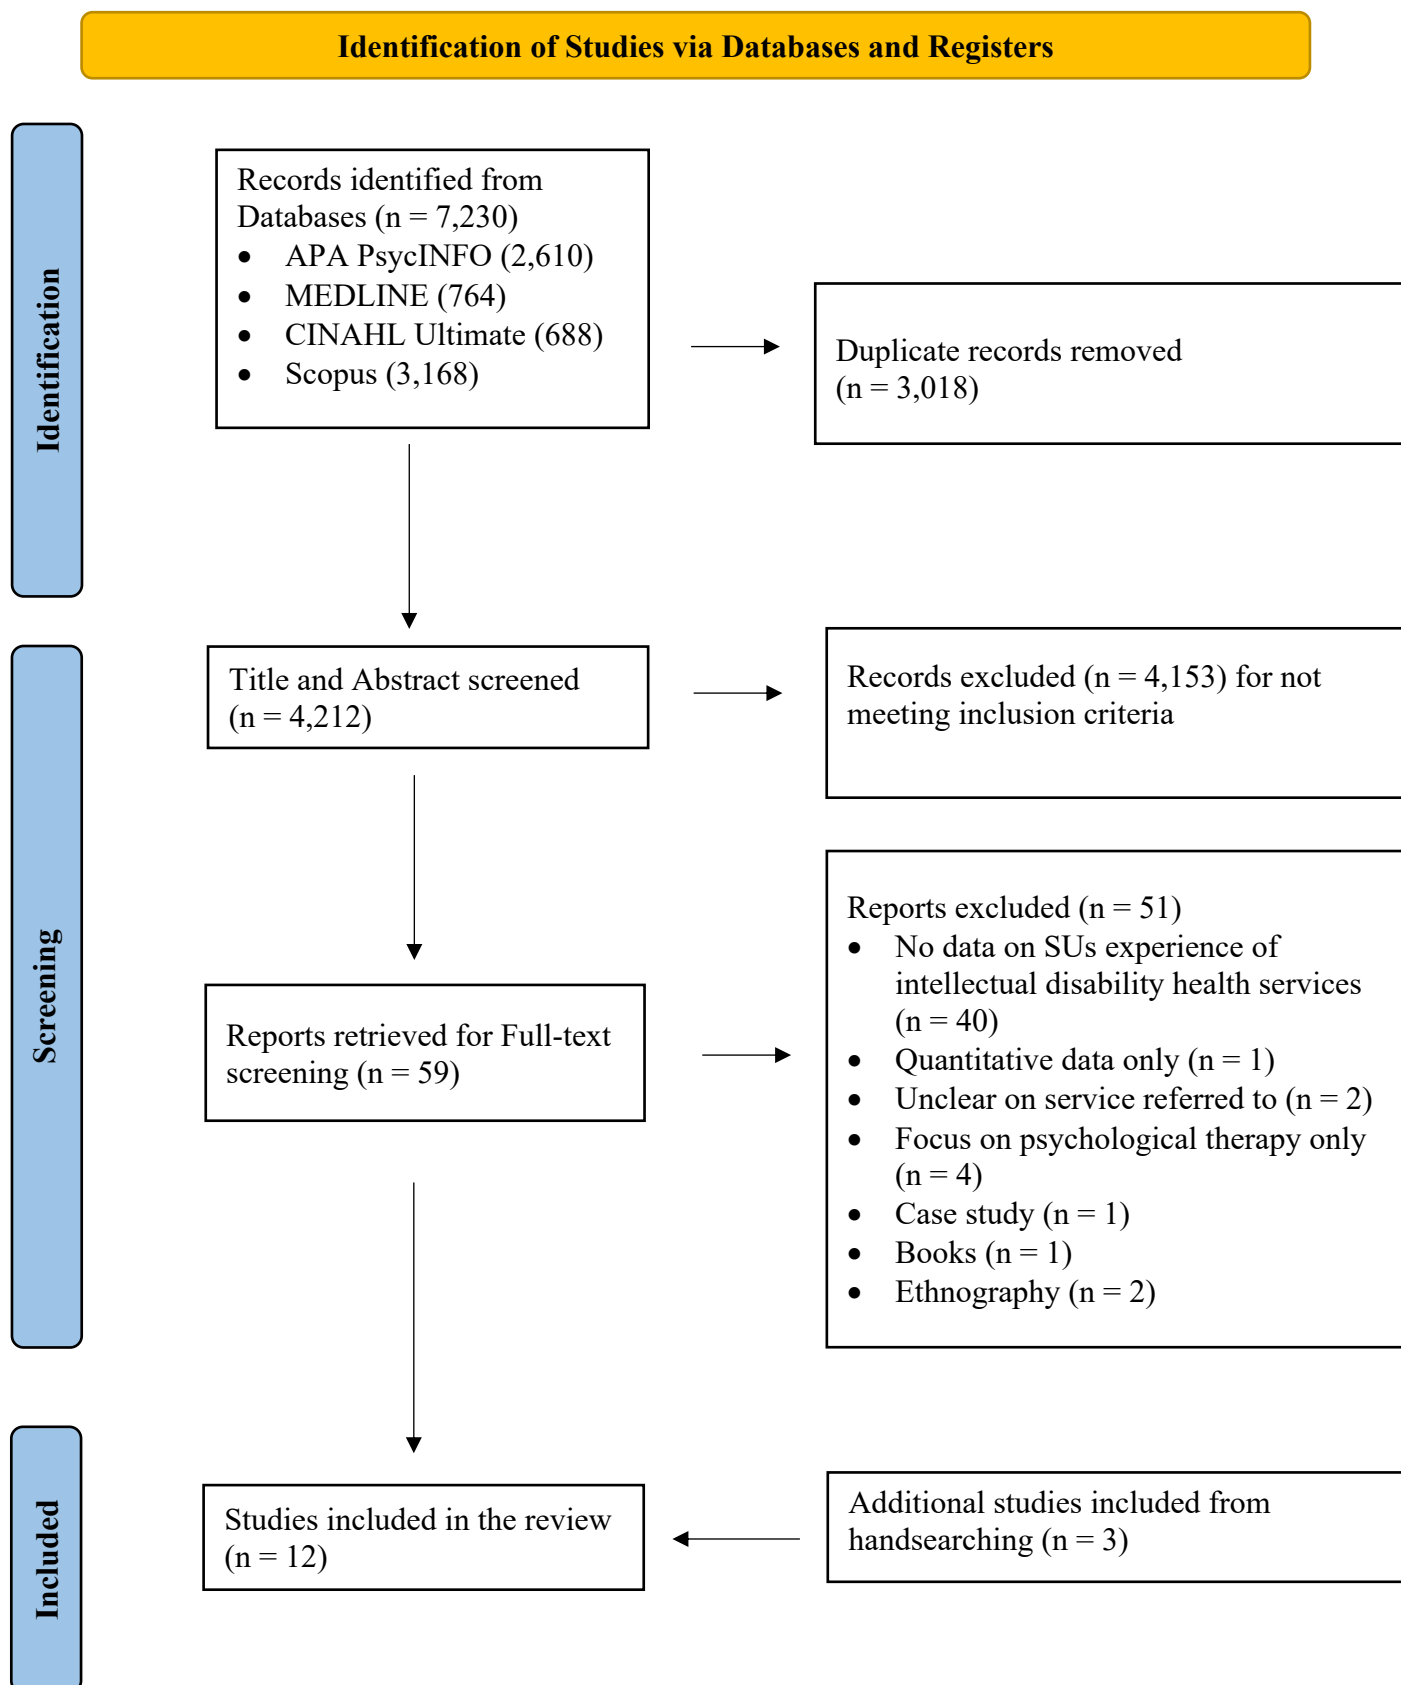 Identification of Studies via Databases and Registers
Identification
Records identified from
Databases (n = 7,230)
• APA PsycINFO (2,610)
• MEDLINE (764)
• CINAHL Ultimate (688)
• Scopus (3,168)
Duplicate records removed
(n = 3,018)
Screening
Title and Abstract screened
(n = 4,212)
Records excluded (n = 4,153) for not
meeting inclusion criteria
Reports retrieved for Full-text
screening (n = 59)
Reports excluded (n = 51)
• No data on SUs experience of
intellectual disability health services
(n = 40)
• Quantitative data only (n = 1)
• Unclear on service referred to (n = 2)
• Focus on psychological therapy only
(n = 4)
• Case study (n = 1)
• Books (n = 1)
• Ethnography (n = 2)
Included
Studies included in the review
(n = 12)
Additional studies included from
handsearching (n = 3)